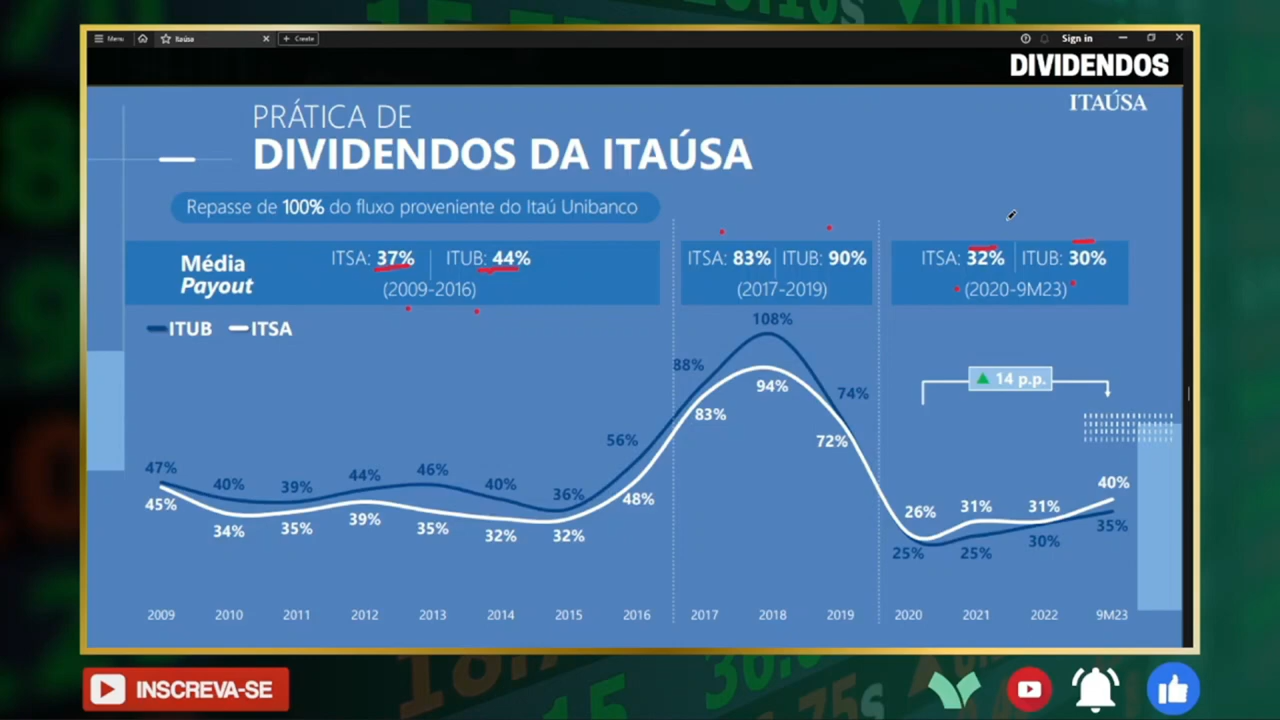 Menu
Itaúsa
Create
Sign in
DIVIDENDOS
ITAÚSA
PRÁTICA DE
DIVIDENDOS DA ITAÚSA
Repasse de 100% do fluxo proveniente do Itaú Unibanco
Média
Payout
ITSA: 37% | ITUB: 44%
(2009-2016)
ITSA: 83% | ITUB: 90%
(2017-2019)
ITSA: 32% | ITUB: 30%
(2020-9M23)
ITUB ITSA
47% 40% 39% 44% 46% 40% 36% 56% 88% 108% 74% 25% 25% 30% 35%
45% 34% 35% 39% 35% 32% 32% 48% 83% 94% 72% 26% 31% 31% 40%
14 p.p.
2009 2010 2011 2012 2013 2014 2015 2016 2017 2018 2019 2020 2021 2022 9M23
INSCREVA-SE